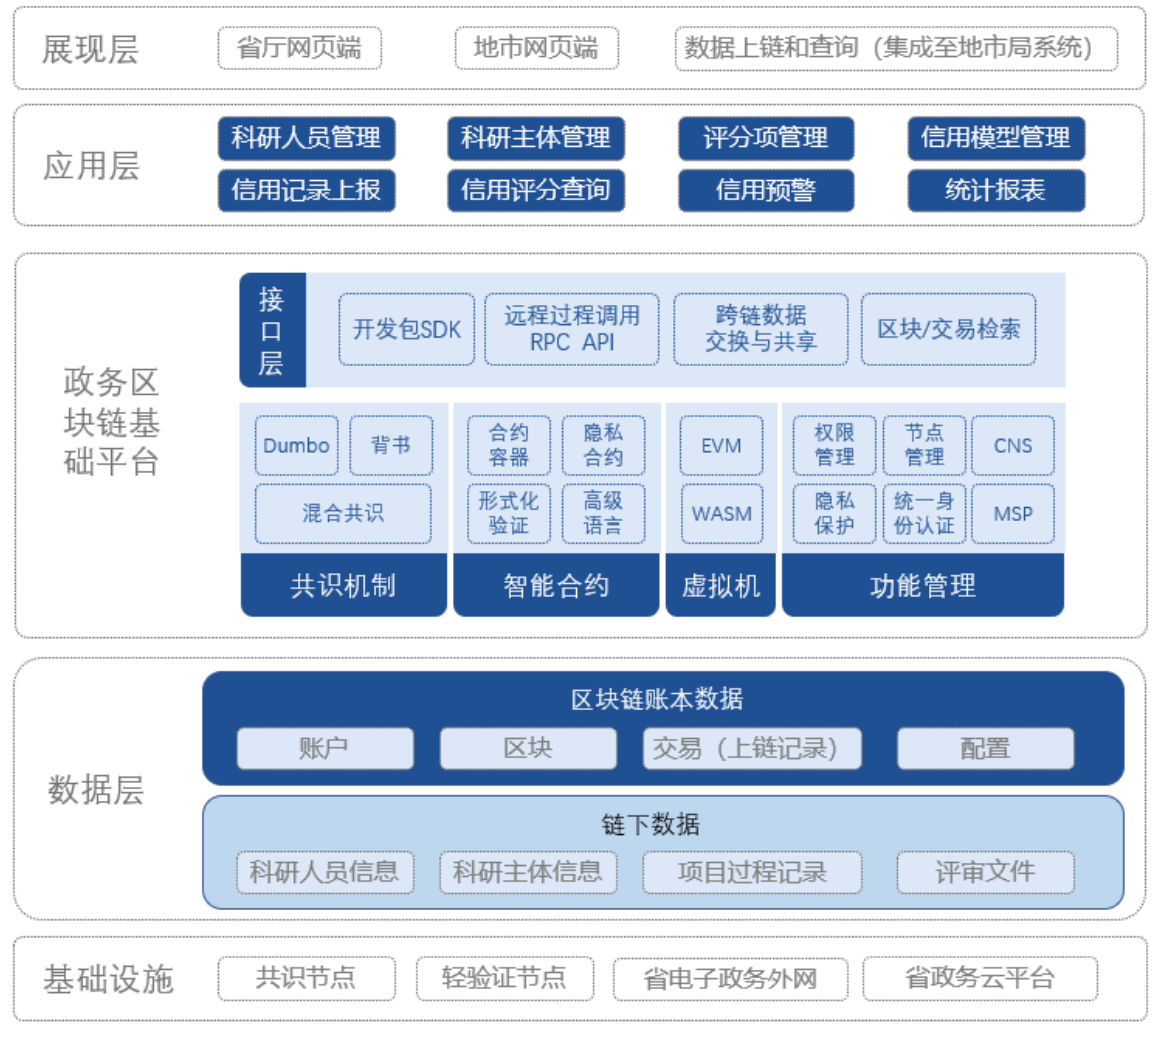 展现层
省厅网页端
地市网页端
数据上链和查询（集成至地市局系统）
应用层
科研人员管理
科研主体管理
评分项管理
信用模型管理
信用记录上报
信用评分查询
信用预警
统计报表
政务区
块链基
础平台
接
口
层
开发包SDK
远程过程调用
RPC API
跨链数据
交换与共享
区块/交易检索
Dumbo
背书
混合共识
共识机制
合约
容器
隐私
合约
形式化
验证
高级
语言
智能合约
EVM
WASM
虚拟机
权限
管理
节点
管理
CNS
隐私
保护
统一身
份认证
MSP
功能管理
数据层
区块链账本数据
账户
区块
交易（上链记录）
配置
链下数据
科研人员信息
科研主体信息
项目过程记录
评审文件
基础设施
共识节点
轻验证节点
省电子政务外网
省政务云平台